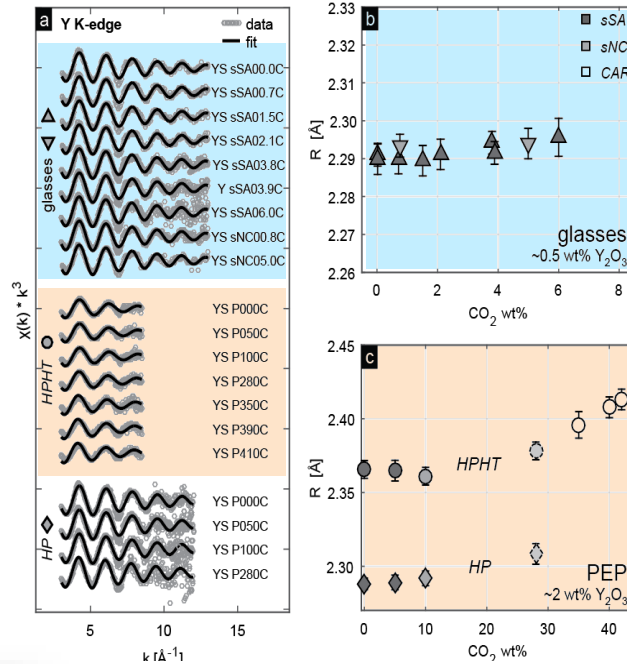 a
Y K-edge
data
fit
YS sSA00.0C
YS sSA00.7C
YS sSA01.5C
YS sSA02.1C
YS sSA03.8C
Y sSA03.9C
YS sSA06.0C
YS sNC00.8C
YS sNC05.0C
glasses
YS P000C
YS P050C
YS P100C
YS P280C
YS P350C
YS P390C
YS P410C
HPHT
YS P000C
YS P050C
YS P100C
YS P280C
HP
χ(k) * k³
5 10 15
k [Å⁻¹]
b
sSA
sNC
CAR
2.33
2.32
2.31
2.30
2.29
2.28
2.27
2.26
R [Å]
glasses
~0.5 wt% Y₂O₃
0 2 4 6 8
CO₂ wt%
c
2.45
2.40
2.35
2.30
R [Å]
HPHT
HP
PEP
~2 wt% Y₂O₃
0 10 20 30 40
CO₂ wt%